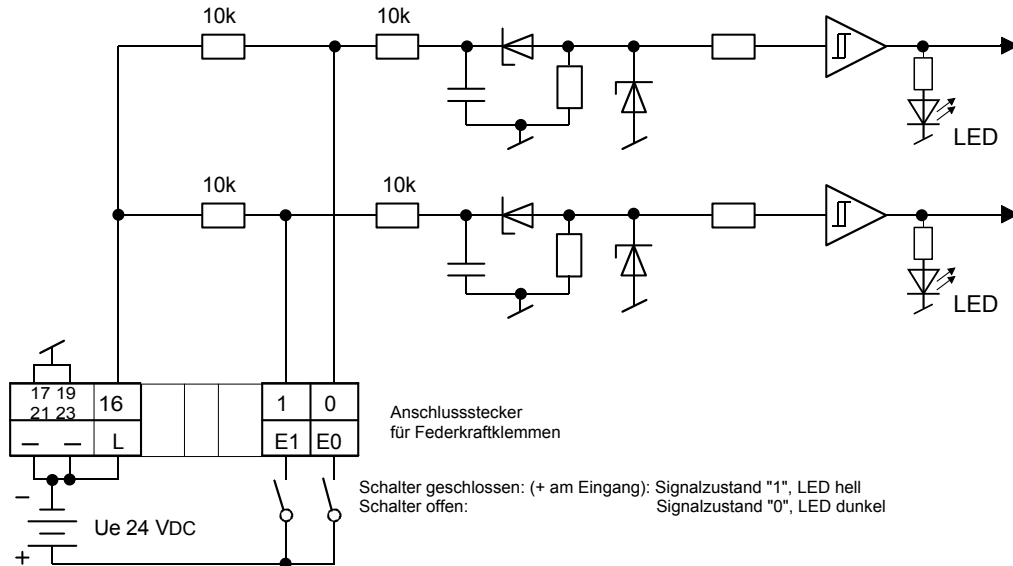 10k 10k
LED
10k 10k
LED
17 19 16 1 0
21 23
– – L E1 E0
Anschlussstecker
für Federkraftklemmen
Schalter geschlossen: (+ am Eingang): Signalzustand "1", LED hell
Schalter offen: Signalzustand "0", LED dunkel
–
Ue 24 VDC
+